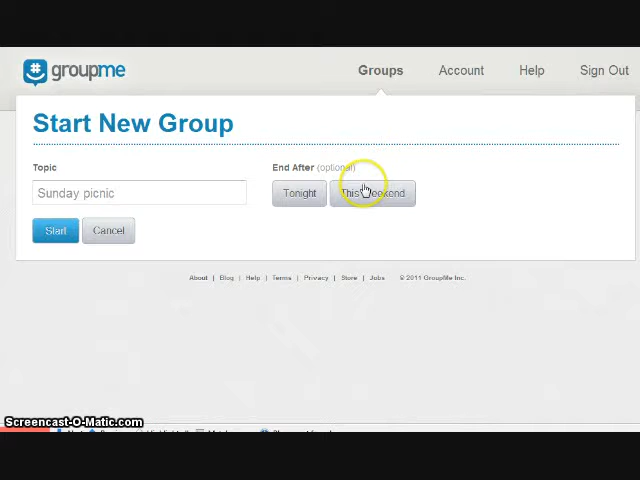 groupme
Groups Account Help Sign Out
Start New Group
Topic End After (optional)
Sunday picnic Tonight This Weekend
Start Cancel
About | Blog | Help | Terms | Privacy | Store | Jobs © 2011 GroupMe Inc.
Screencast-O-Matic.com